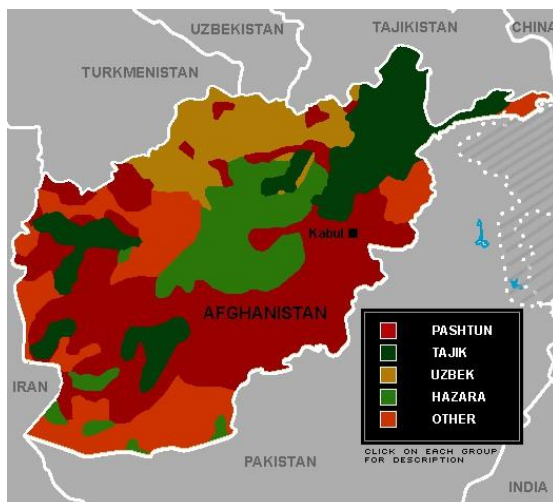 UZBEKISTAN
TAJIKISTAN
CHINA
TURKMENISTAN
Kabul
AFGHANISTAN
PASHTUN
TAJIK
UZBEK
HAZARA
OTHER
IRAN
CLICK ON EACH GROUP
FOR DESCRIPTION
PAKISTAN
INDIA